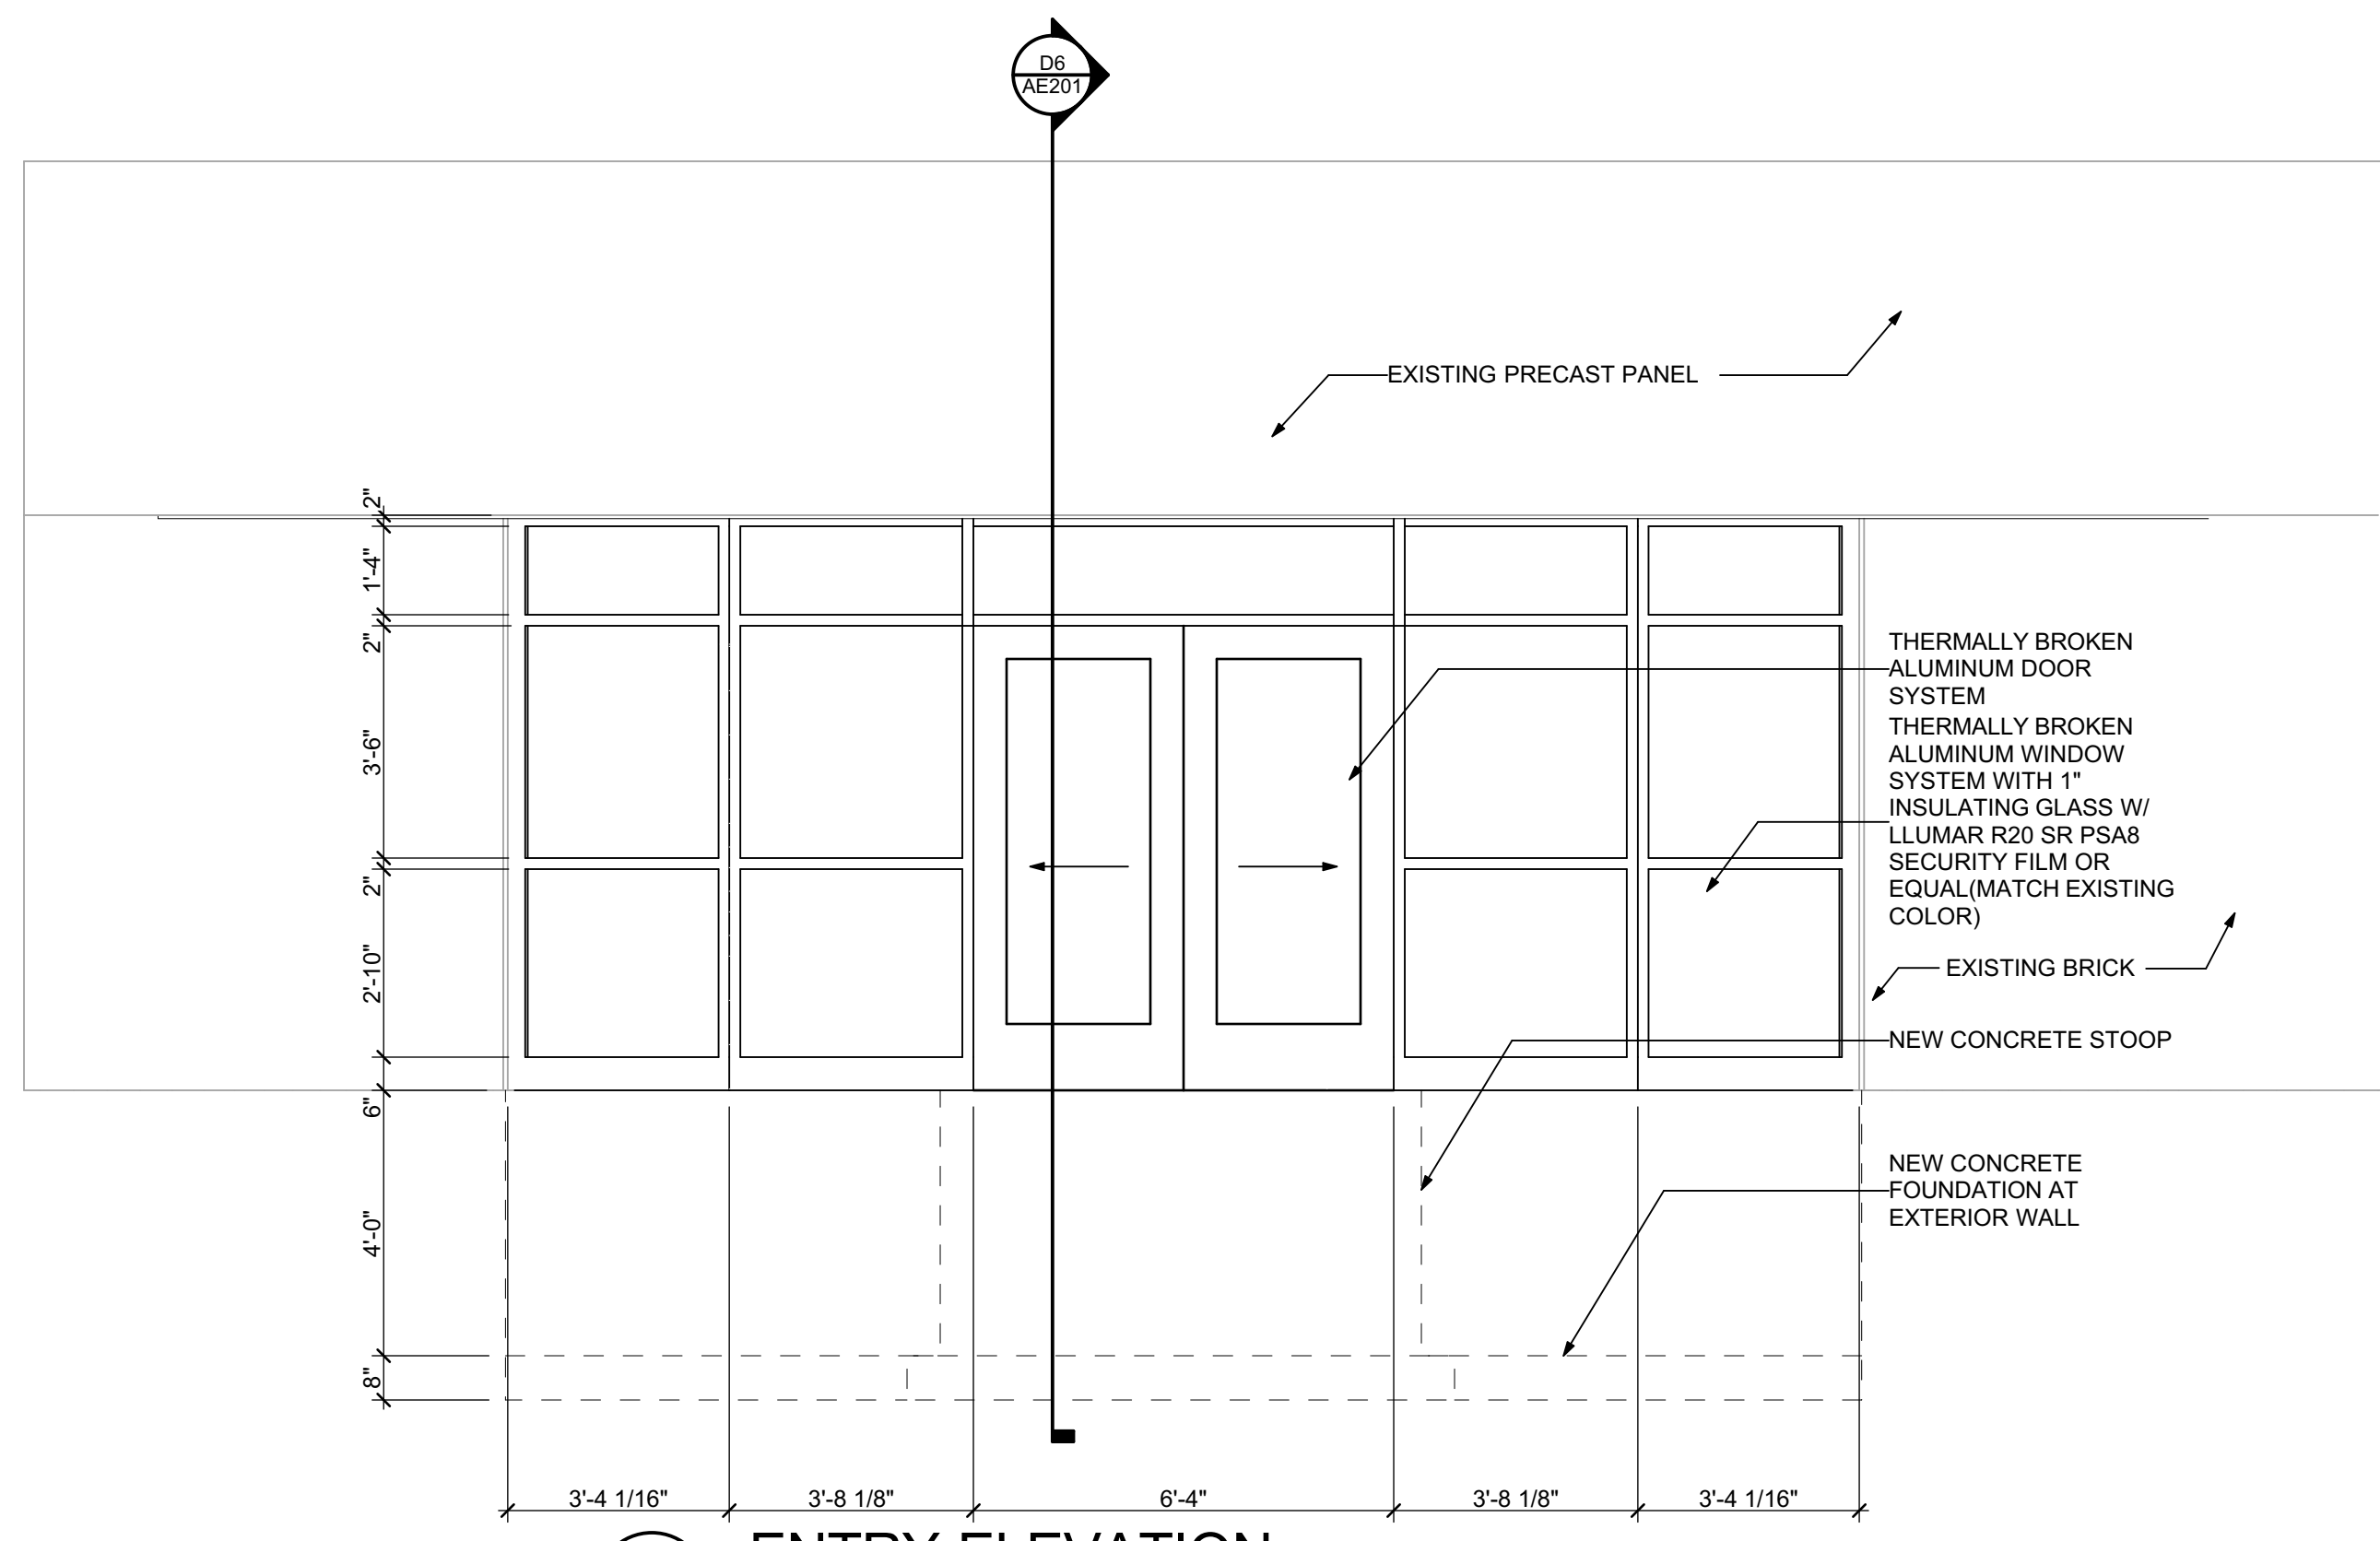 D6
AE201
EXISTING PRECAST PANEL
2"
1'-4"
2"
3'-6"
2"
2'-10"
6"
4'-0"
8"
THERMALLY BROKEN
ALUMINUM DOOR
SYSTEM
THERMALLY BROKEN
ALUMINUM WINDOW
SYSTEM WITH 1"
INSULATING GLASS W/
LLUMAR R20 SR PSA8
SECURITY FILM OR
EQUAL(MATCH EXISTING
COLOR)
EXISTING BRICK
NEW CONCRETE STOOP
NEW CONCRETE
FOUNDATION AT
EXTERIOR WALL
3'-4 1/16" 3'-8 1/8" 6'-4" 3'-8 1/8" 3'-4 1/16"
ENTRY ELEVATION